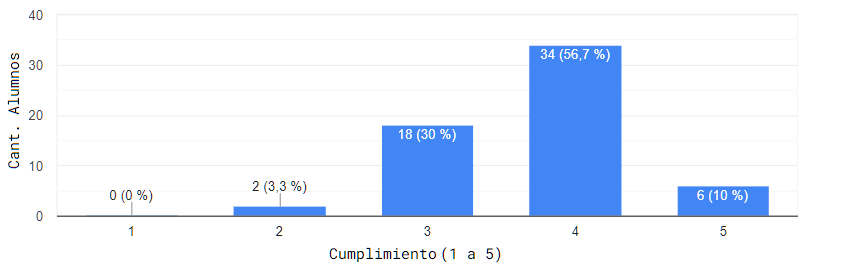 40
30
20
10
0
Cant. Alumnos
0 (0 %)
2 (3,3 %)
18 (30 %)
34 (56,7 %)
6 (10 %)
1
2
3
4
5
Cumplimiento (1 a 5)